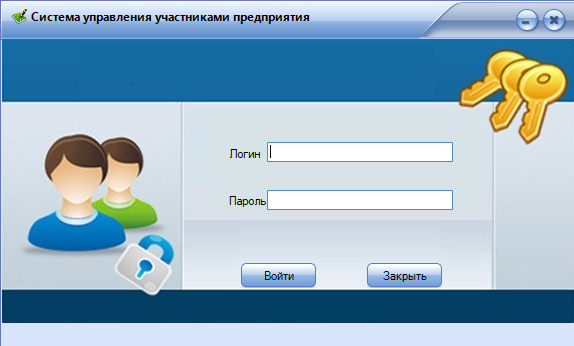 Система управления участниками предприятия
Логин
Пароль
Войти
Закрыть